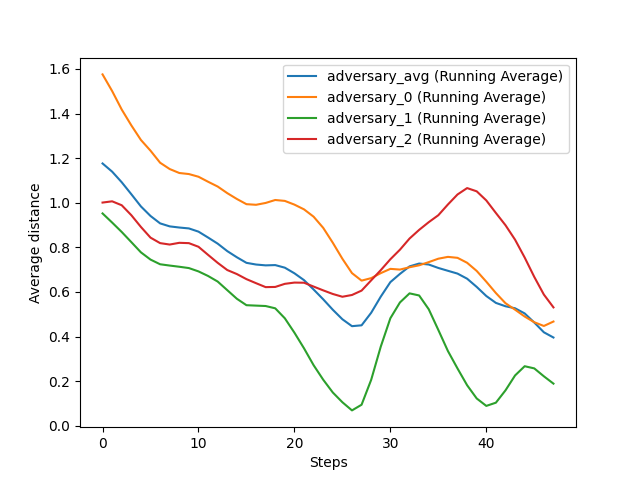 adversary_avg (Running Average)
adversary_0 (Running Average)
adversary_1 (Running Average)
adversary_2 (Running Average)
Average distance
1.6
1.4
1.2
1.0
0.8
0.6
0.4
0.2
0.0
0 10 20 30 40
Steps